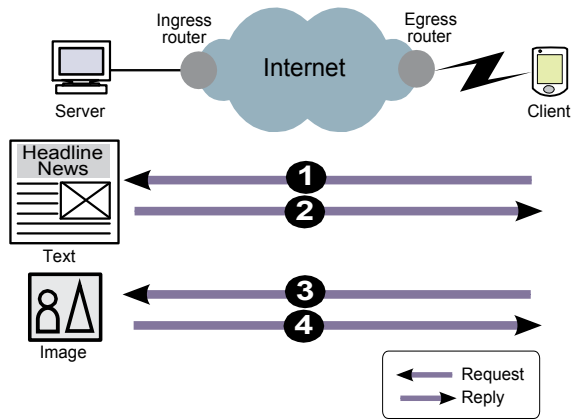 Ingress
router
Egress
router
Internet
Server
Client
Headline
News
1
2
Text
3
4
Image
Request
Reply